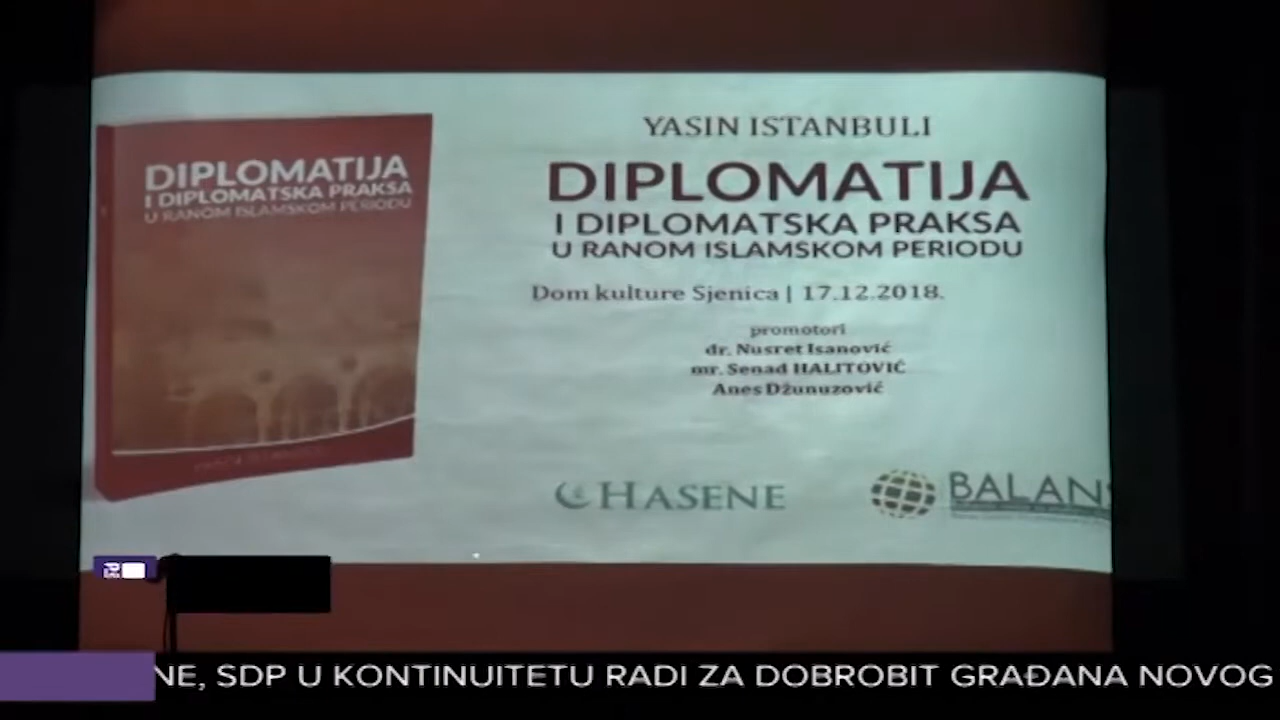 DIPLOMATIJA
I DIPLOMATSKA PRAKSA
U RANOM ISLAMSKOM PERIODU
YASIN ISTANBULI
DIPLOMATIJA
I DIPLOMATSKA PRAKSA
U RANOM ISLAMSKOM PERIODU
Dom kulture Sjenica | 17.12.2018.
promotori
dr. Nusret Isanović
mr. Senad HALITOVIĆ
Anes Džunuzović
HASENE
BALANS
NE, SDP U KONTINUITETU RADI ZA DOBROBIT GRAĐANA NOVOG